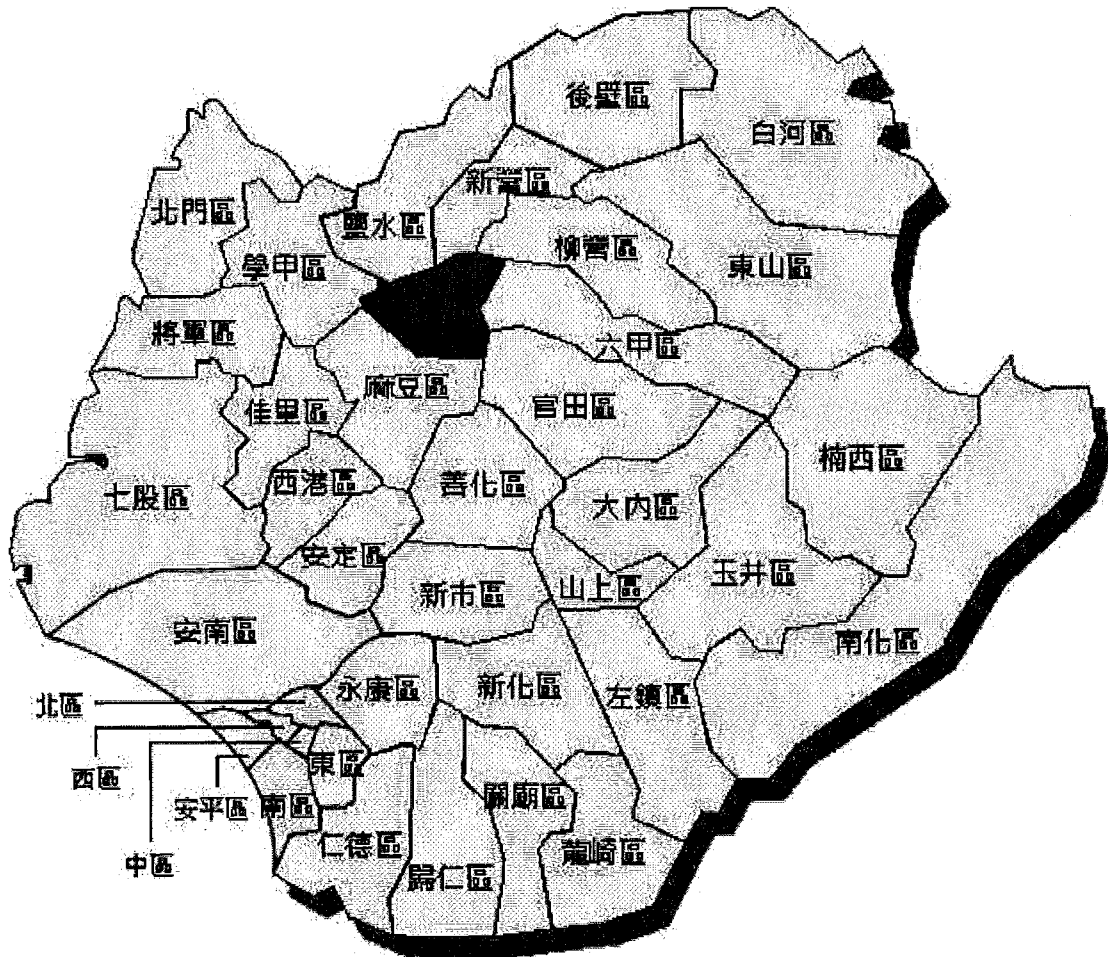 後壁區
白河區
新營區
北門區
鹽水區
柳營區
學甲區
東山區
將軍區
六甲區
麻豆區
佳里區
官田區
楠西區
西港區
善化區
七股區
大內區
安定區
玉井區
新市區
山上區
安南區
南化區
永康區
新化區
左鎮區
北區
東區
西區
關廟區
安平區
南區
仁德區
龍崎區
中區
歸仁區